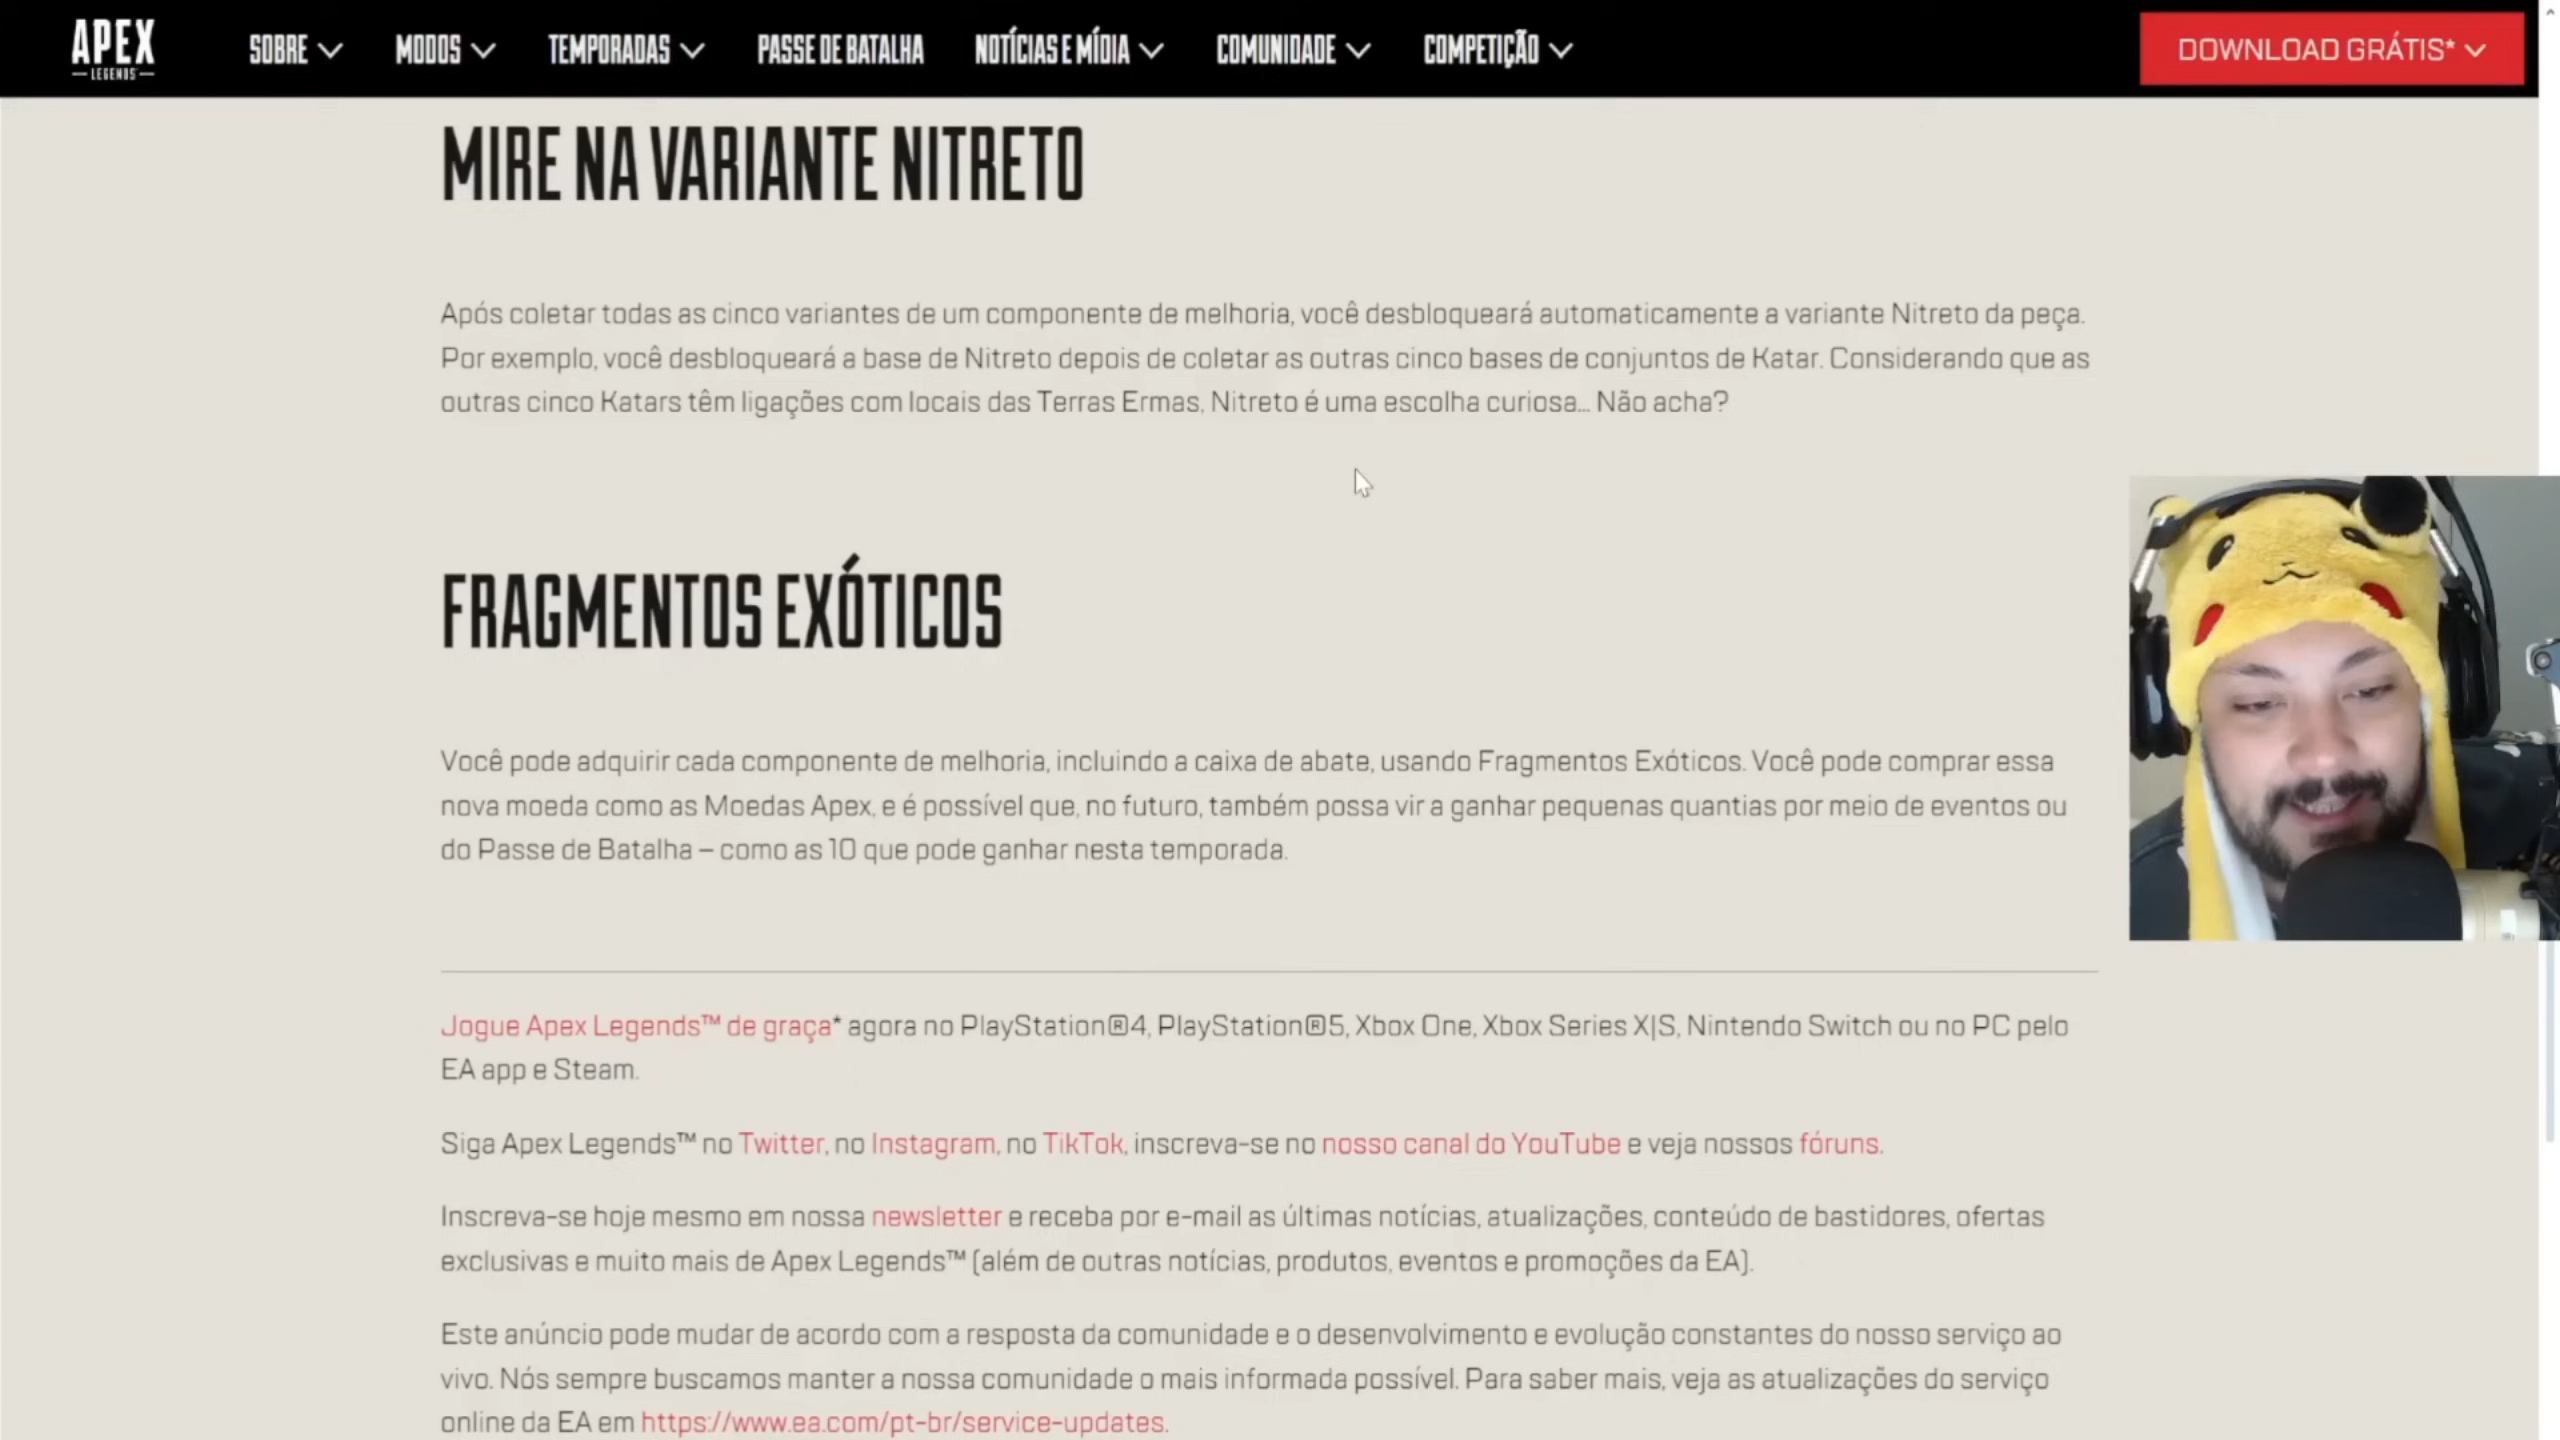 APEX
LEGENDS
SOBRE
MODOS
TEMPORADAS
PASSE DE BATALHA
NOTÍCIAS E MÍDIA
COMUNIDADE
COMPETIÇÃO
DOWNLOAD GRÁTIS*
MIRE NA VARIANTE NITRETO
Após coletar todas as cinco variantes de um componente de melhoria, você desbloqueará automaticamente a variante Nitreto da peça.
Por exemplo, você desbloqueará a base de Nitreto depois de coletar as outras cinco bases de conjuntos de Katar. Considerando que as
outras cinco Katars têm ligações com locais das Terras Ermas, Nitreto é uma escolha curiosa... Não acha?
FRAGMENTOS EXÓTICOS
Você pode adquirir cada componente de melhoria, incluindo a caixa de abate, usando Fragmentos Exóticos. Você pode comprar essa
nova moeda como as Moedas Apex, e é possível que, no futuro, também possa vir a ganhar pequenas quantias por meio de eventos ou
do Passe de Batalha – como as 10 que pode ganhar nesta temporada.
Jogue Apex Legends™ de graça* agora no PlayStation®4, PlayStation®5, Xbox One, Xbox Series X|S, Nintendo Switch ou no PC pelo
EA app e Steam.
Siga Apex Legends™ no Twitter, no Instagram, no TikTok, inscreva-se no nosso canal do YouTube e veja nossos fóruns.
Inscreva-se hoje mesmo em nossa newsletter e receba por e-mail as últimas notícias, atualizações, conteúdo de bastidores, ofertas
exclusivas e muito mais de Apex Legends™ (além de outras notícias, produtos, eventos e promoções da EA).
Este anúncio pode mudar de acordo com a resposta da comunidade e o desenvolvimento e evolução constantes do nosso serviço ao
vivo. Nós sempre buscamos manter a nossa comunidade o mais informada possível. Para saber mais, veja as atualizações do serviço
online da EA em https://www.ea.com/pt-br/service-updates.